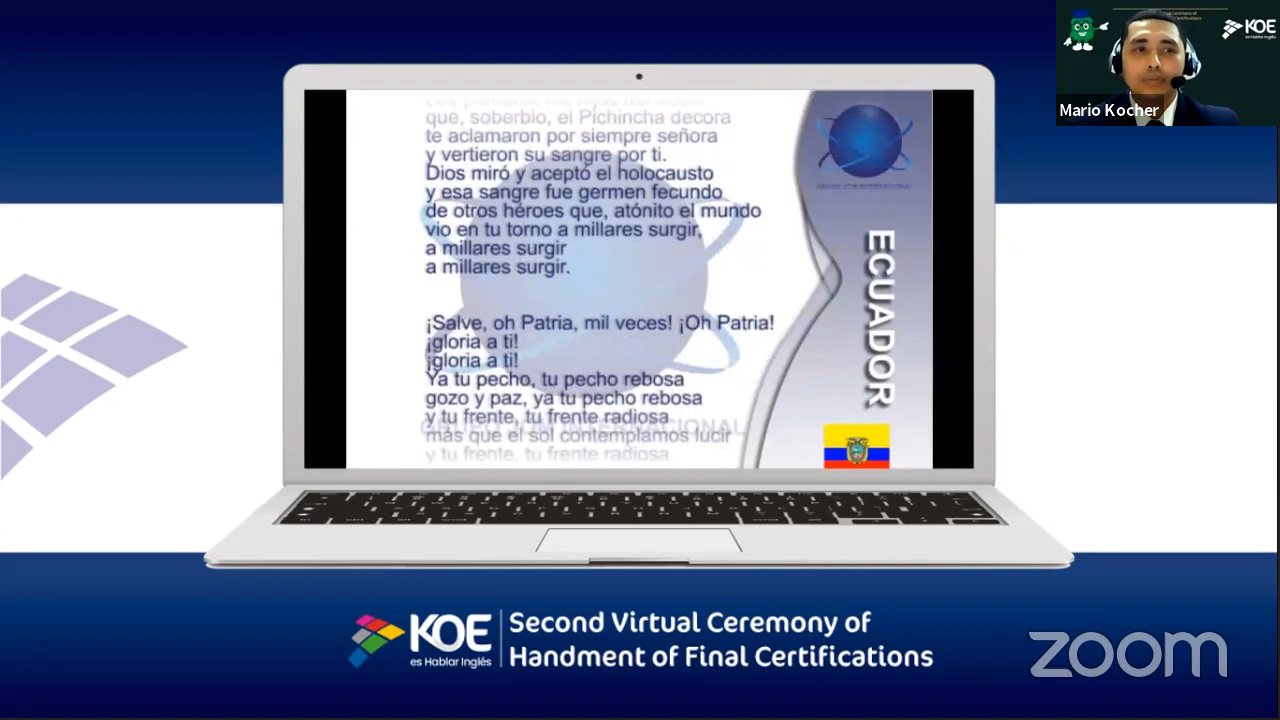 KOE
Mario Kocher
que, soberbio, el Pichincha decora
te aclamaron por siempre señora
y vertieron su sangre por ti.
Dios miró y aceptó el holocausto
y esa sangre fue germen fecundo
de otros héroes que, atónito el mundo
vio en tu torno a millares surgir,
a millares surgir
a millares surgir.
¡Salve, oh Patria, mil veces! ¡Oh Patria!
¡gloria a ti!
¡gloria a ti!
Ya tu pecho, tu pecho rebosa
gozo y paz, ya tu pecho rebosa
y tu frente, tu frente radiosa
más que el sol contemplamos lucir
y tu frente, tu frente radiosa
INTERNACIONAL
ECUADOR
KOE
es Hablar Inglés
Second Virtual Ceremony of
Handment of Final Certifications
zoom